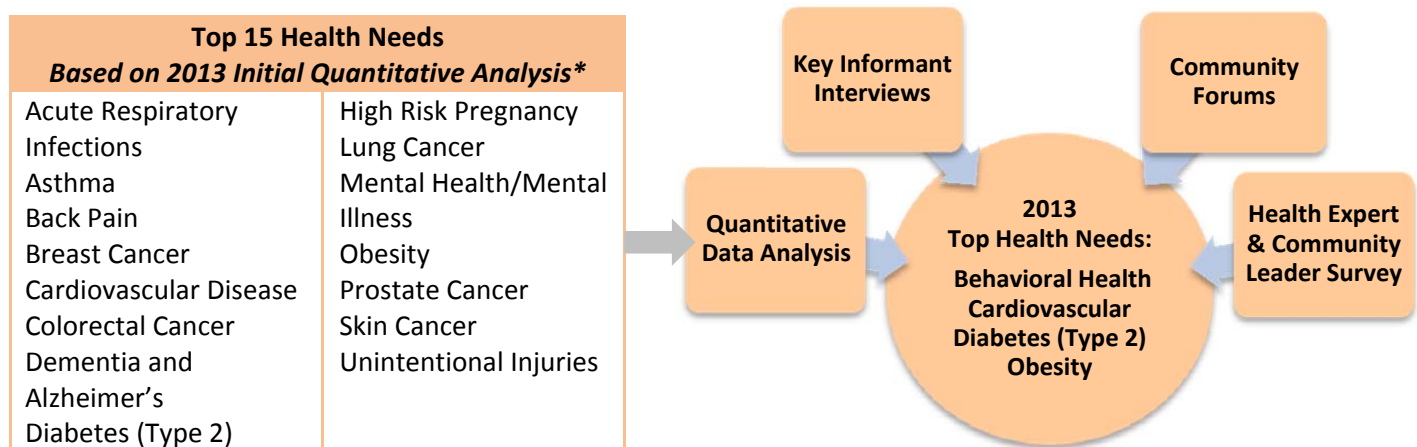 Top 15 Health Needs
Based on 2013 Initial Quantitative Analysis*
Acute Respiratory
Infections
Asthma
Back Pain
Breast Cancer
Cardiovascular Disease
Colorectal Cancer
Dementia and
Alzheimer’s
Diabetes (Type 2)
High Risk Pregnancy
Lung Cancer
Mental Health/Mental
Illness
Obesity
Prostate Cancer
Skin Cancer
Unintentional Injuries
Quantitative
Data Analysis
Key Informant
Interviews
Community
Forums
Health Expert
& Community
Leader Survey
2013
Top Health Needs:
Behavioral Health
Cardiovascular
Diabetes (Type 2)
Obesity